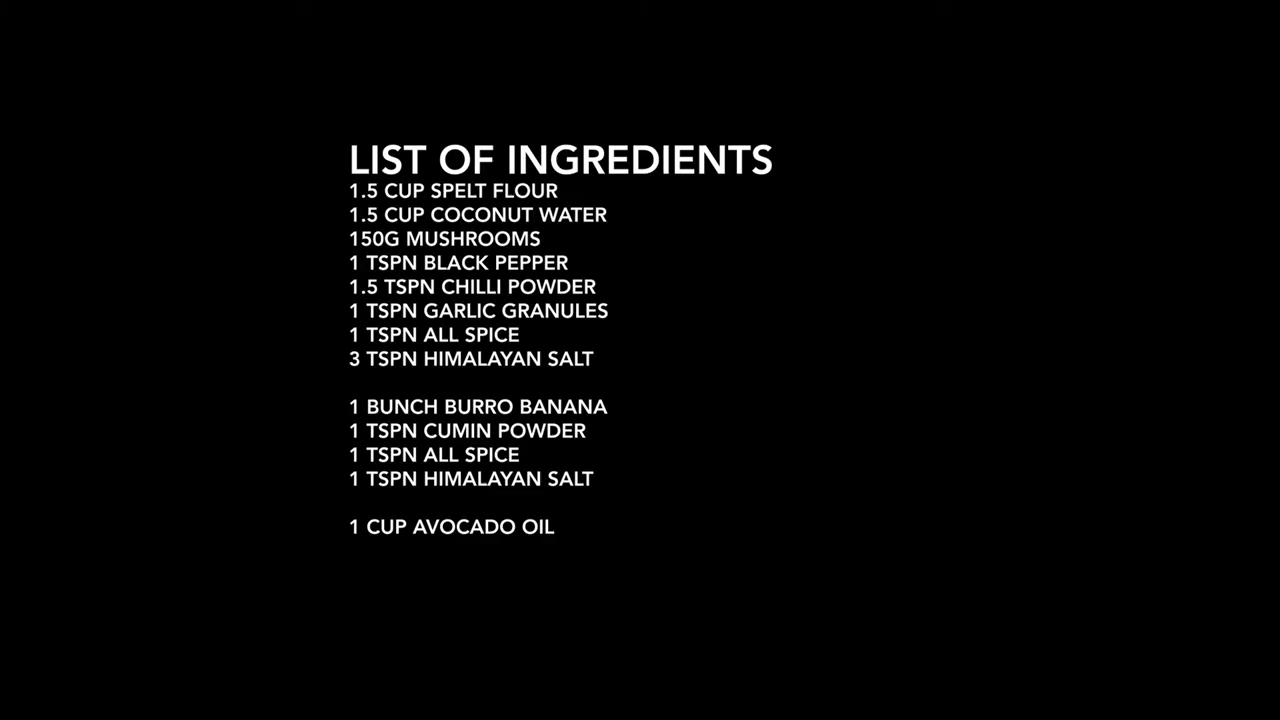 LIST OF INGREDIENTS
1.5 CUP SPELT FLOUR
1.5 CUP COCONUT WATER
150G MUSHROOMS
1 TSPN BLACK PEPPER
1.5 TSPN CHILLI POWDER
1 TSPN GARLIC GRANULES
1 TSPN ALL SPICE
3 TSPN HIMALAYAN SALT
1 BUNCH BURRO BANANA
1 TSPN CUMIN POWDER
1 TSPN ALL SPICE
1 TSPN HIMALAYAN SALT
1 CUP AVOCADO OIL